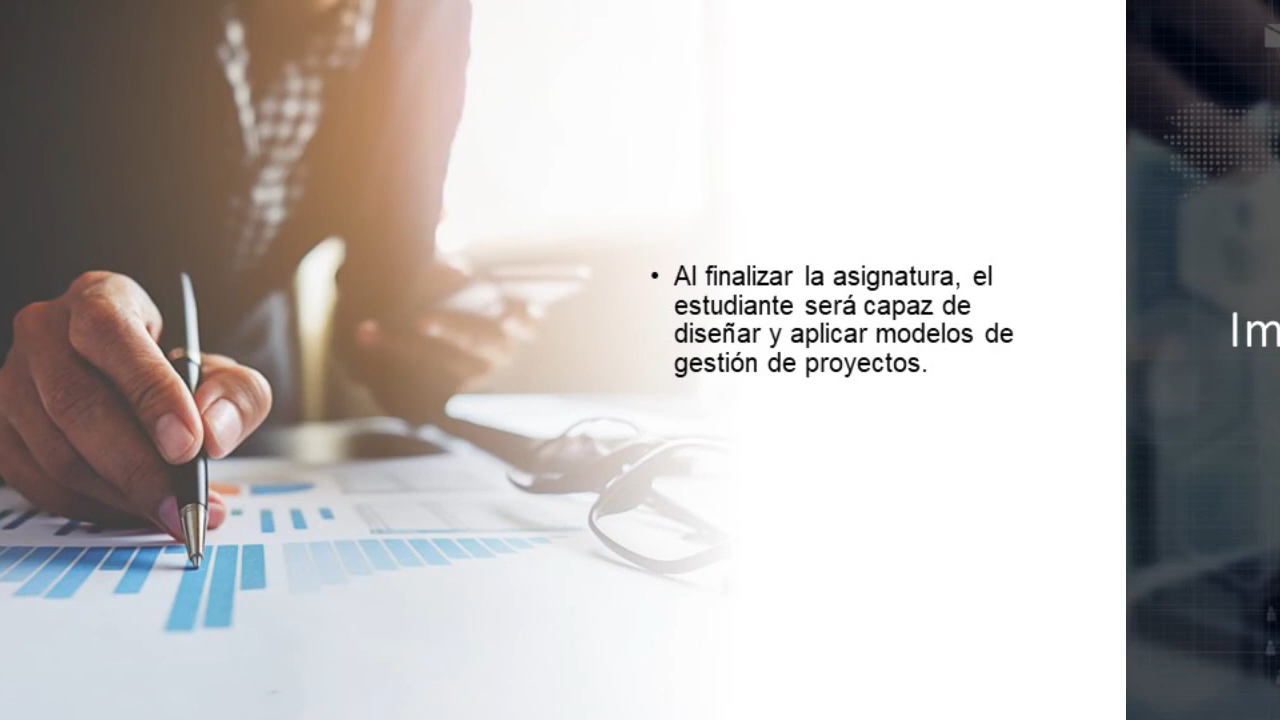 • Al finalizar la asignatura, el
estudiante será capaz de
diseñar y aplicar modelos de
gestión de proyectos.
Im